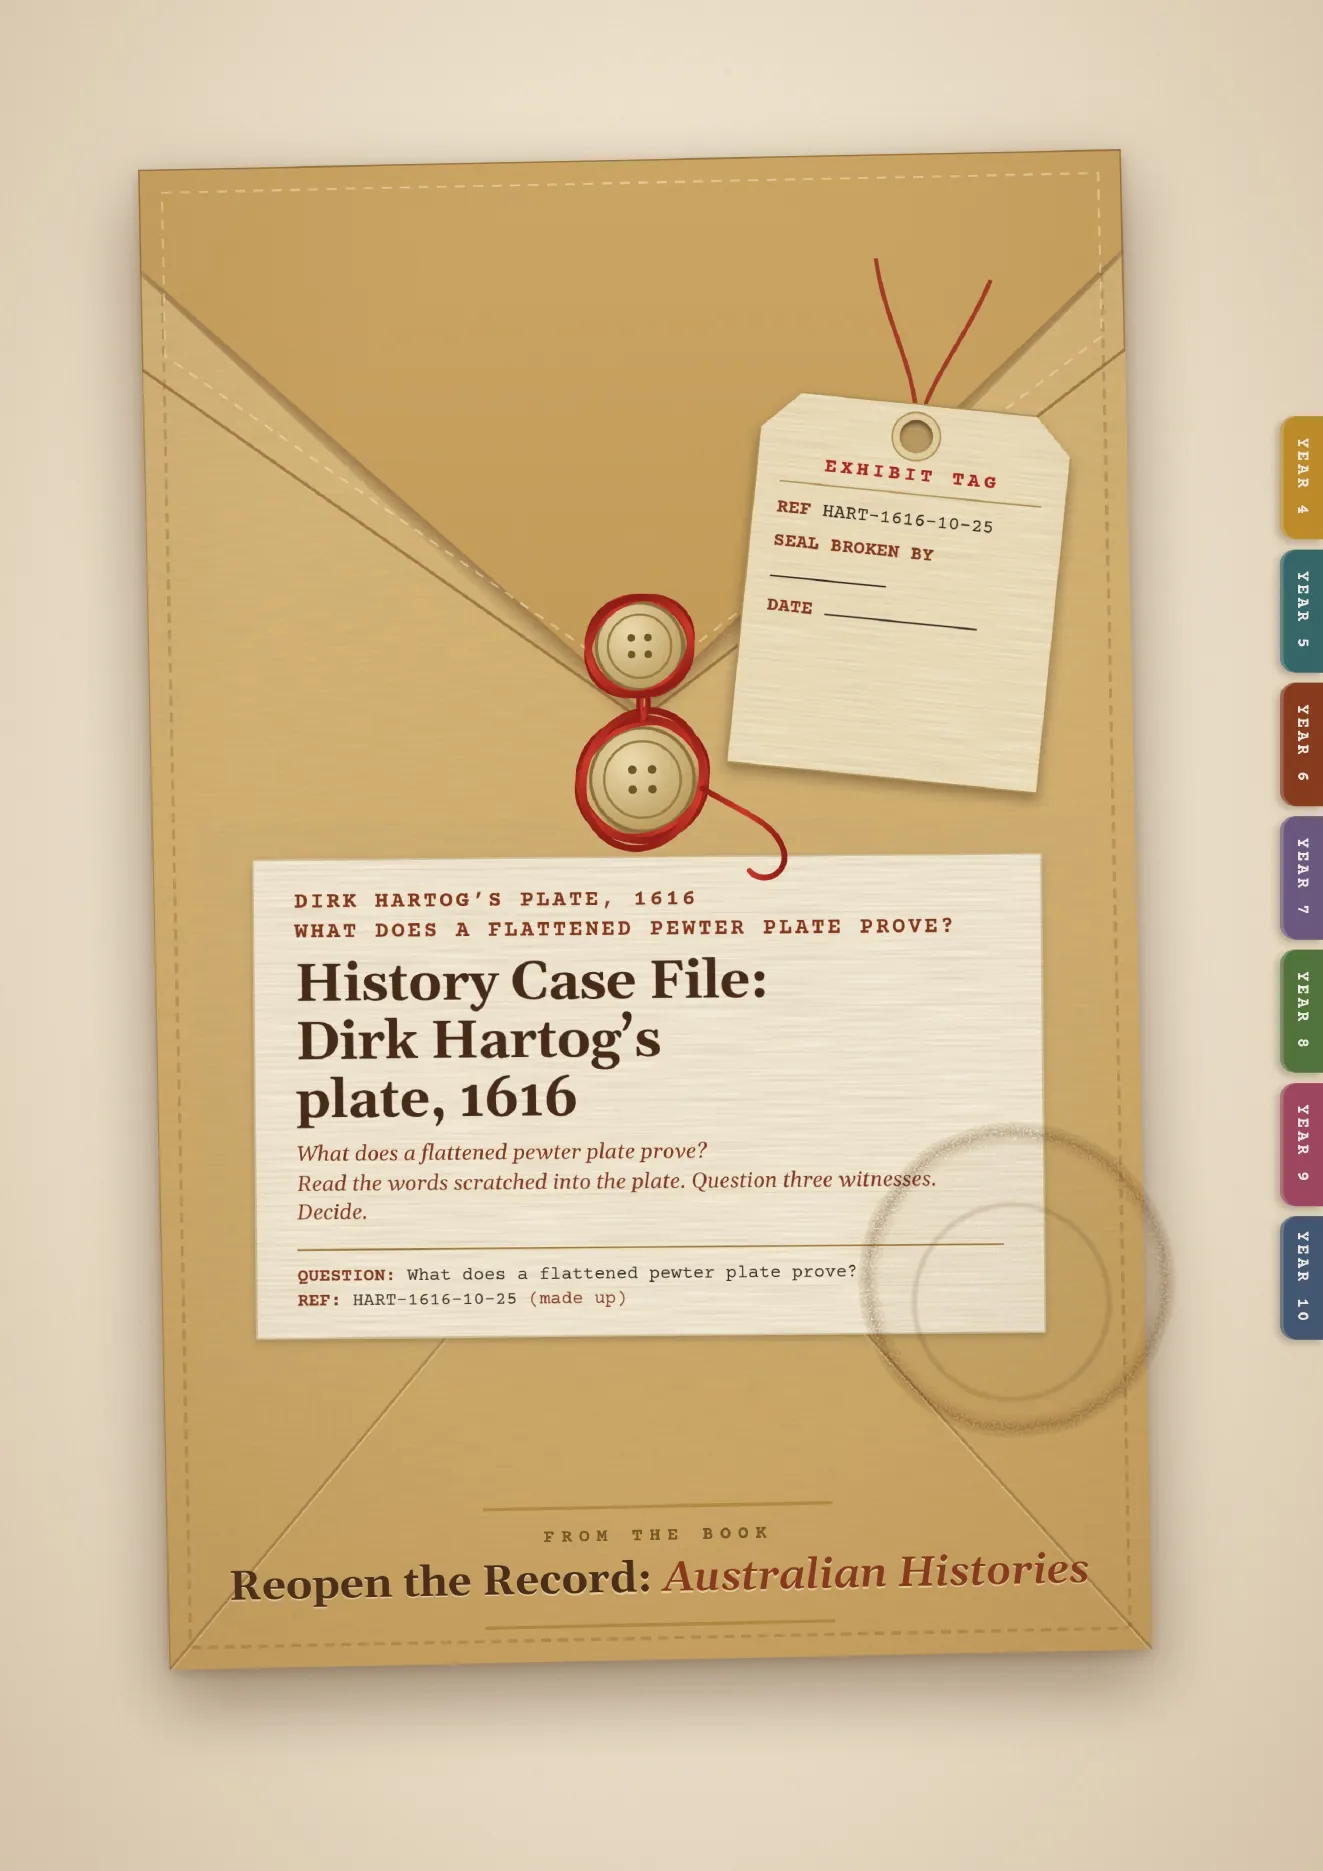 EXHIBIT TAG
REF HART-1616-10-25
SEAL BROKEN BY
DATE
DIRK HARTOG’S PLATE, 1616
WHAT DOES A FLATTENED PEWTER PLATE PROVE?
History Case File:
Dirk Hartog’s
plate, 1616
What does a flattened pewter plate prove?
Read the words scratched into the plate. Question three witnesses.
Decide.
QUESTION: What does a flattened pewter plate prove?
REF: HART-1616-10-25 (made up)
FROM THE BOOK
Reopen the Record: Australian Histories
YEAR 4
YEAR 5
YEAR 6
YEAR 7
YEAR 8
YEAR 9
YEAR 10